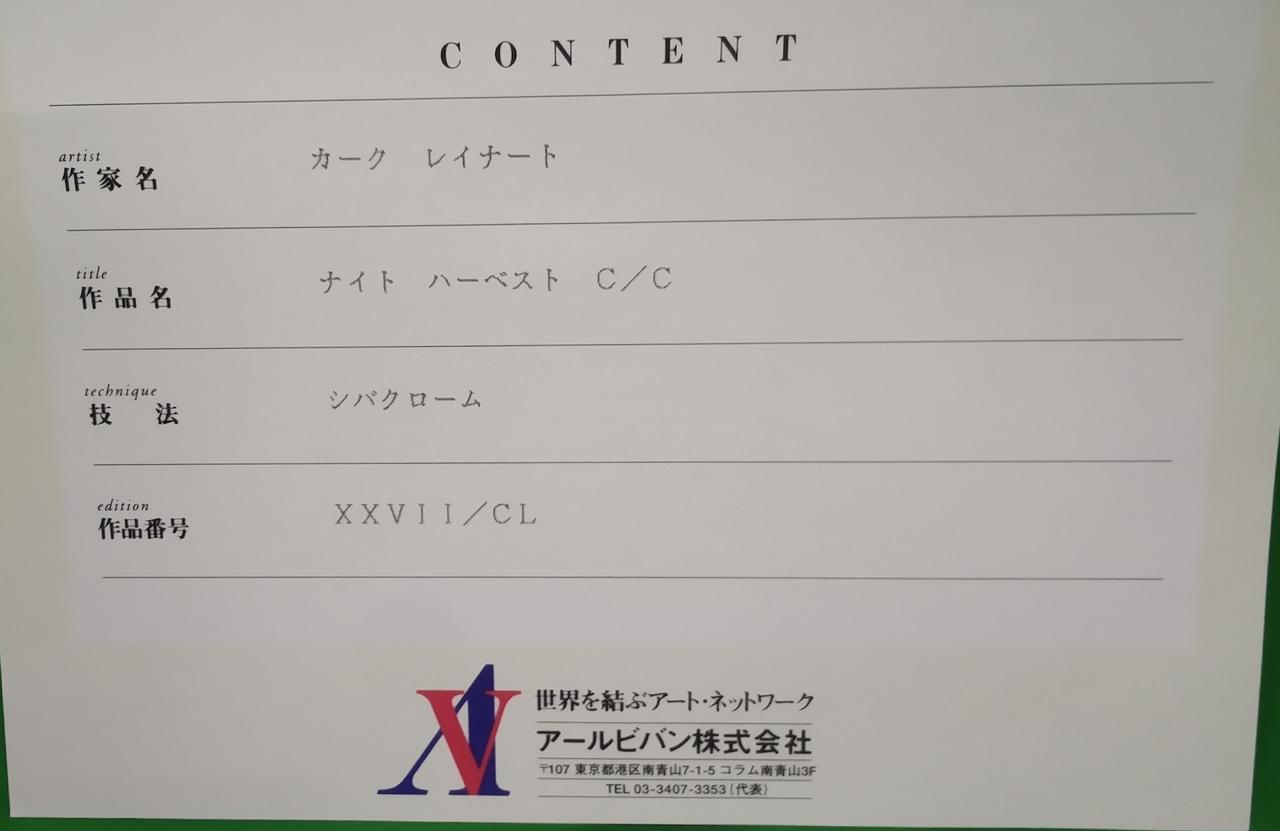 CONTENT
artist
作家名 カーク レイナート
title
作品名 ナイト ハーベスト C／C
technique
技法 シバクローム
edition
作品番号 XXVII／CL
AV 世界を結ぶアート・ネットワーク
アールビバン株式会社
〒107 東京都港区南青山7-1-5 コラム南青山3F
TEL 03-3407-3353（代表）